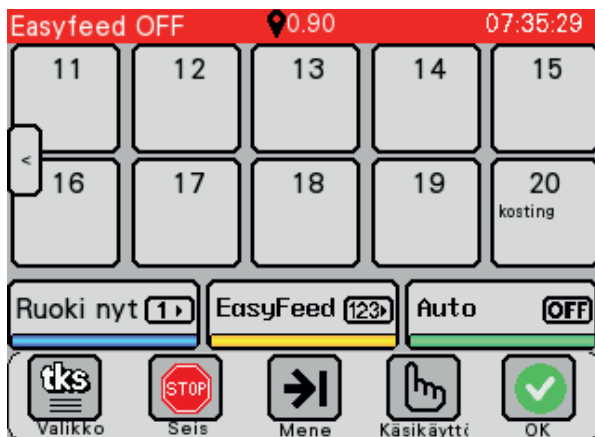 Easyfeed OFF 0.90 07:35:29
11 12 13 14 15
<
16 17 18 19 20
kosting
Ruoki nyt 1 EasyFeed 123 Auto OFF
tks STOP
Valikko Seis Mene Käsikäyttö OK